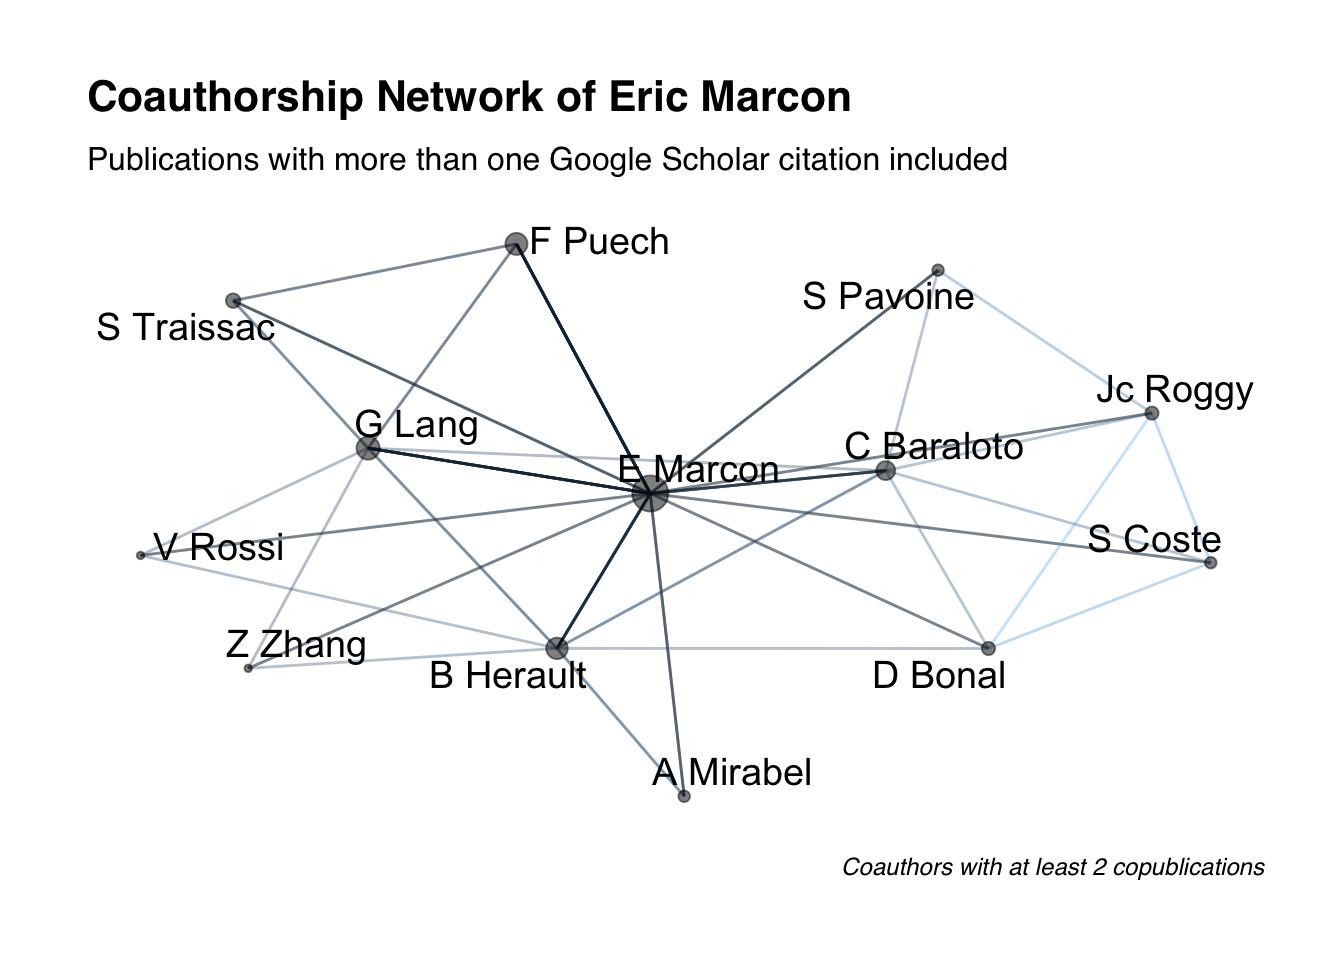 Coauthorship Network of Eric Marcon
Publications with more than one Google Scholar citation included
F Puech
S Pavoine
S Traissac
Jc Roggy
G Lang
C Baraloto
E Marcon
S Coste
V Rossi
Z Zhang
B Herault
D Bonal
A Mirabel
Coauthors with at least 2 copublications